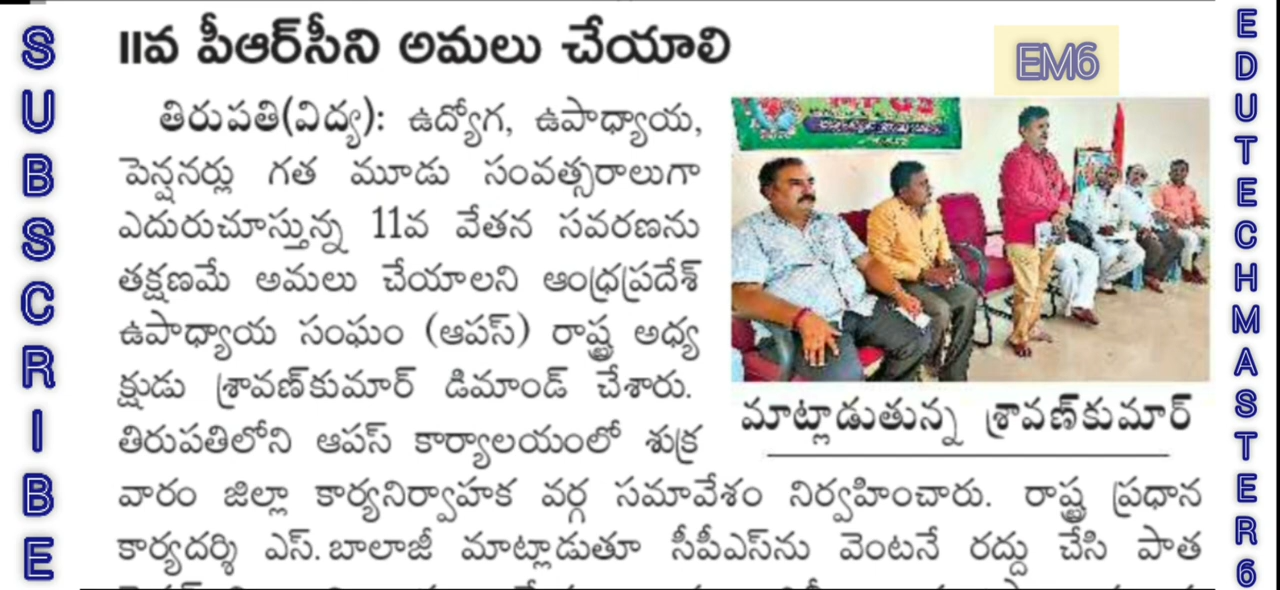 SUBSCRIBE
11వ పీఆర్‌సీని అమలు చేయాలి
EM6
తిరుపతి(విద్య): ఉద్యోగ, ఉపాధ్యాయ,
పెన్షనర్లు గత మూడు సంవత్సరాలుగా
ఎదురుచూస్తున్న 11వ వేతన సవరణను
తక్షణమే అమలు చేయాలని ఆంధ్రప్రదేశ్
ఉపాధ్యాయ సంఘం (ఆపస్) రాష్ట్ర అధ్య
క్షుడు శ్రావణ్‌కుమార్ డిమాండ్ చేశారు.
తిరుపతిలోని ఆపస్ కార్యాలయంలో శుక్ర
వారం జిల్లా కార్యనిర్వాహక వర్గ సమావేశం నిర్వహించారు. రాష్ట్ర ప్రధాన
కార్యదర్శి ఎస్. బాలాజీ మాట్లాడుతూ సీపీఎస్‌ను వెంటనే రద్దు చేసి పాత
మాట్లాడుతున్న శ్రావణ్‌కుమార్
EDUTECHMASTER6